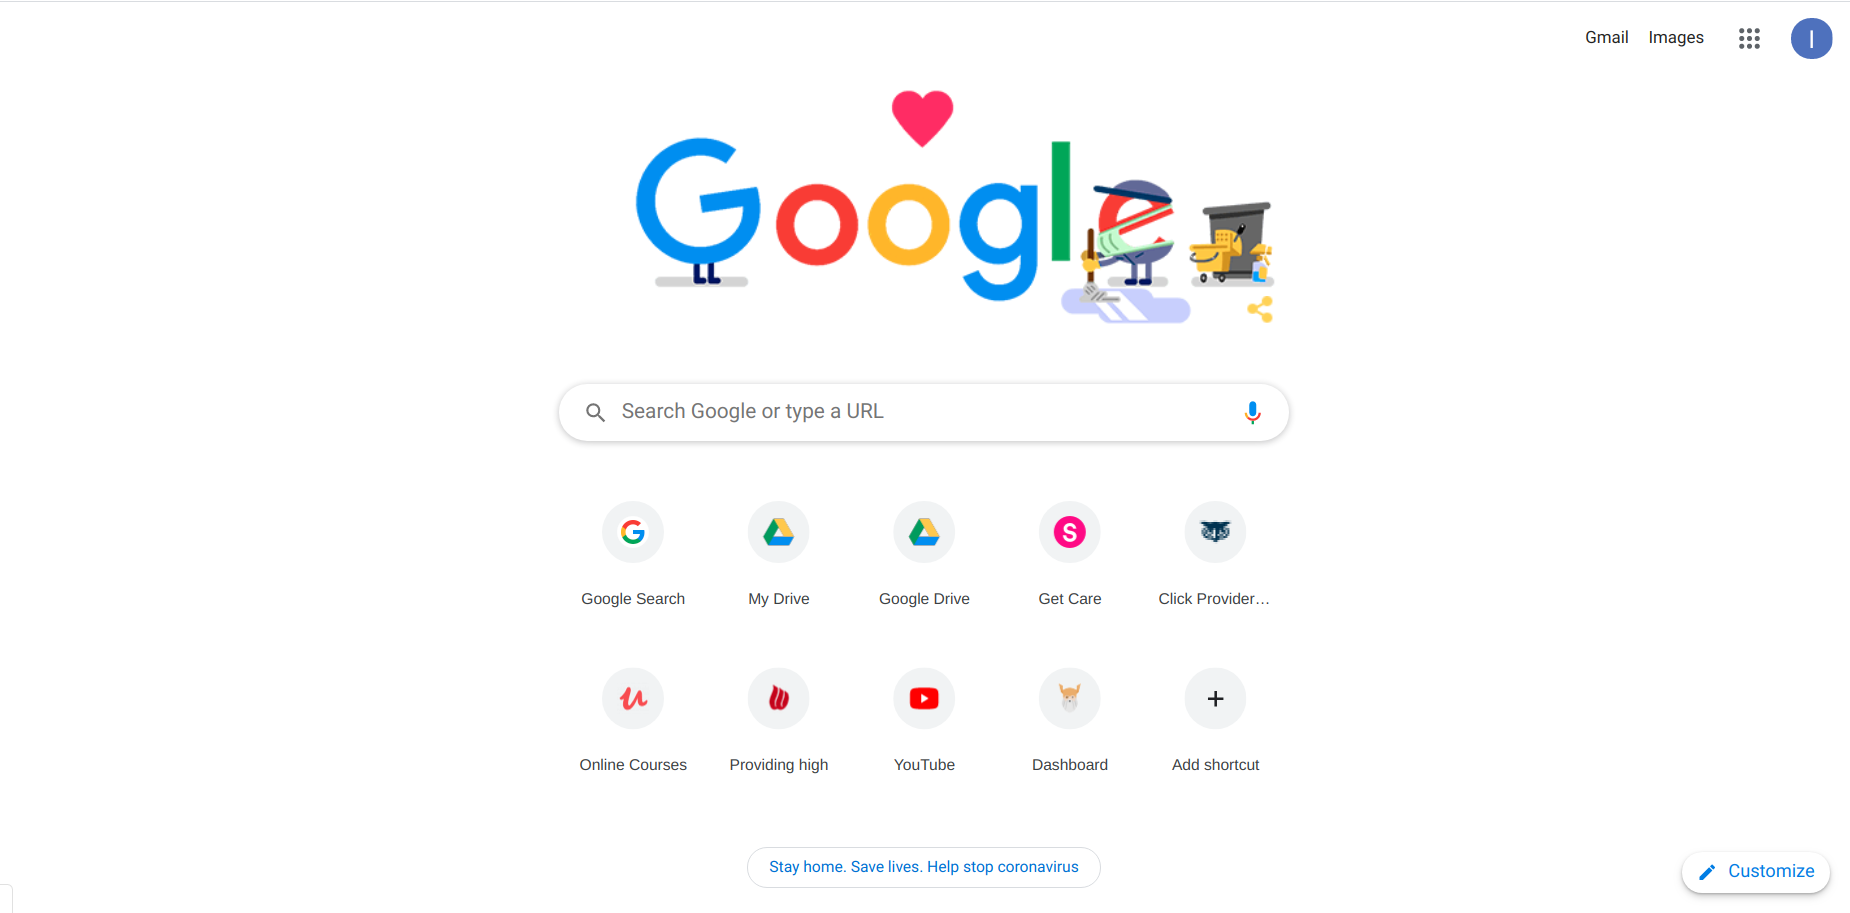 Gmail Images
I
Google
Search Google or type a URL
S
Google Search My Drive Google Drive Get Care Click Provider…
Online Courses Providing high YouTube Dashboard Add shortcut
Stay home. Save lives. Help stop coronavirus
Customize